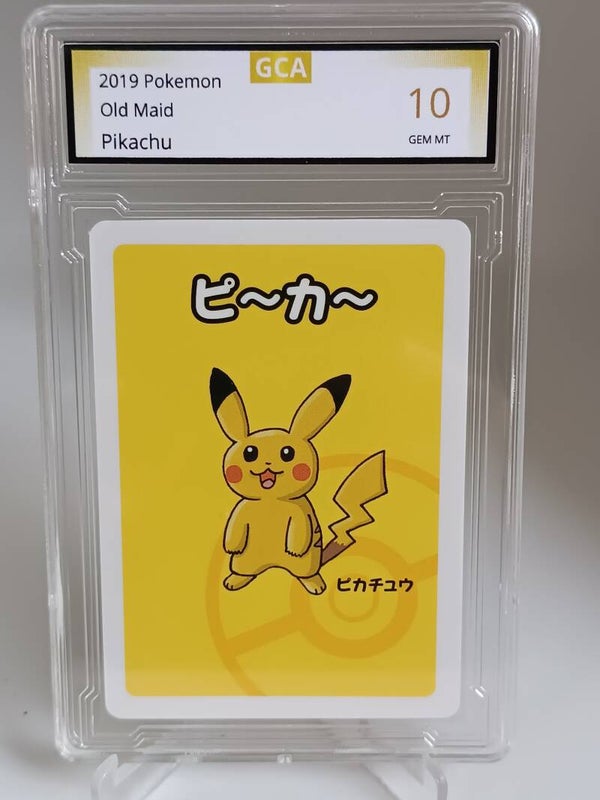 GCA
2019 Pokemon
Old Maid
Pikachu
10
GEM MT
ピ〜カ〜
ピカチュウ